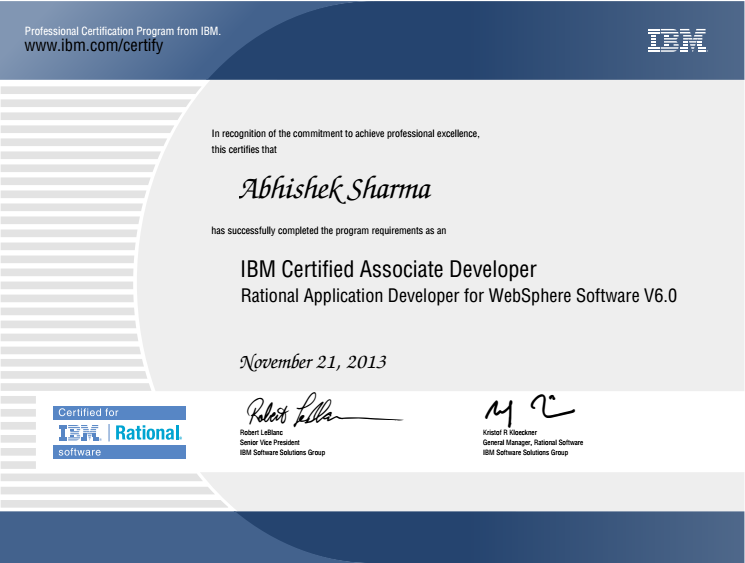 Professional Certification Program from IBM.
www.ibm.com/certify
IBM
In recognition of the commitment to achieve professional excellence,
this certifies that
Abhishek Sharma
has successfully completed the program requirements as an
IBM Certified Associate Developer
Rational Application Developer for WebSphere Software V6.0
November 21, 2013
Certified for
IBM. | Rational.
software
Robert LeBlanc
Robert LeBlanc
Senior Vice President
IBM Software Solutions Group
Kristof R Kloeckner
General Manager, Rational Software
IBM Software Solutions Group